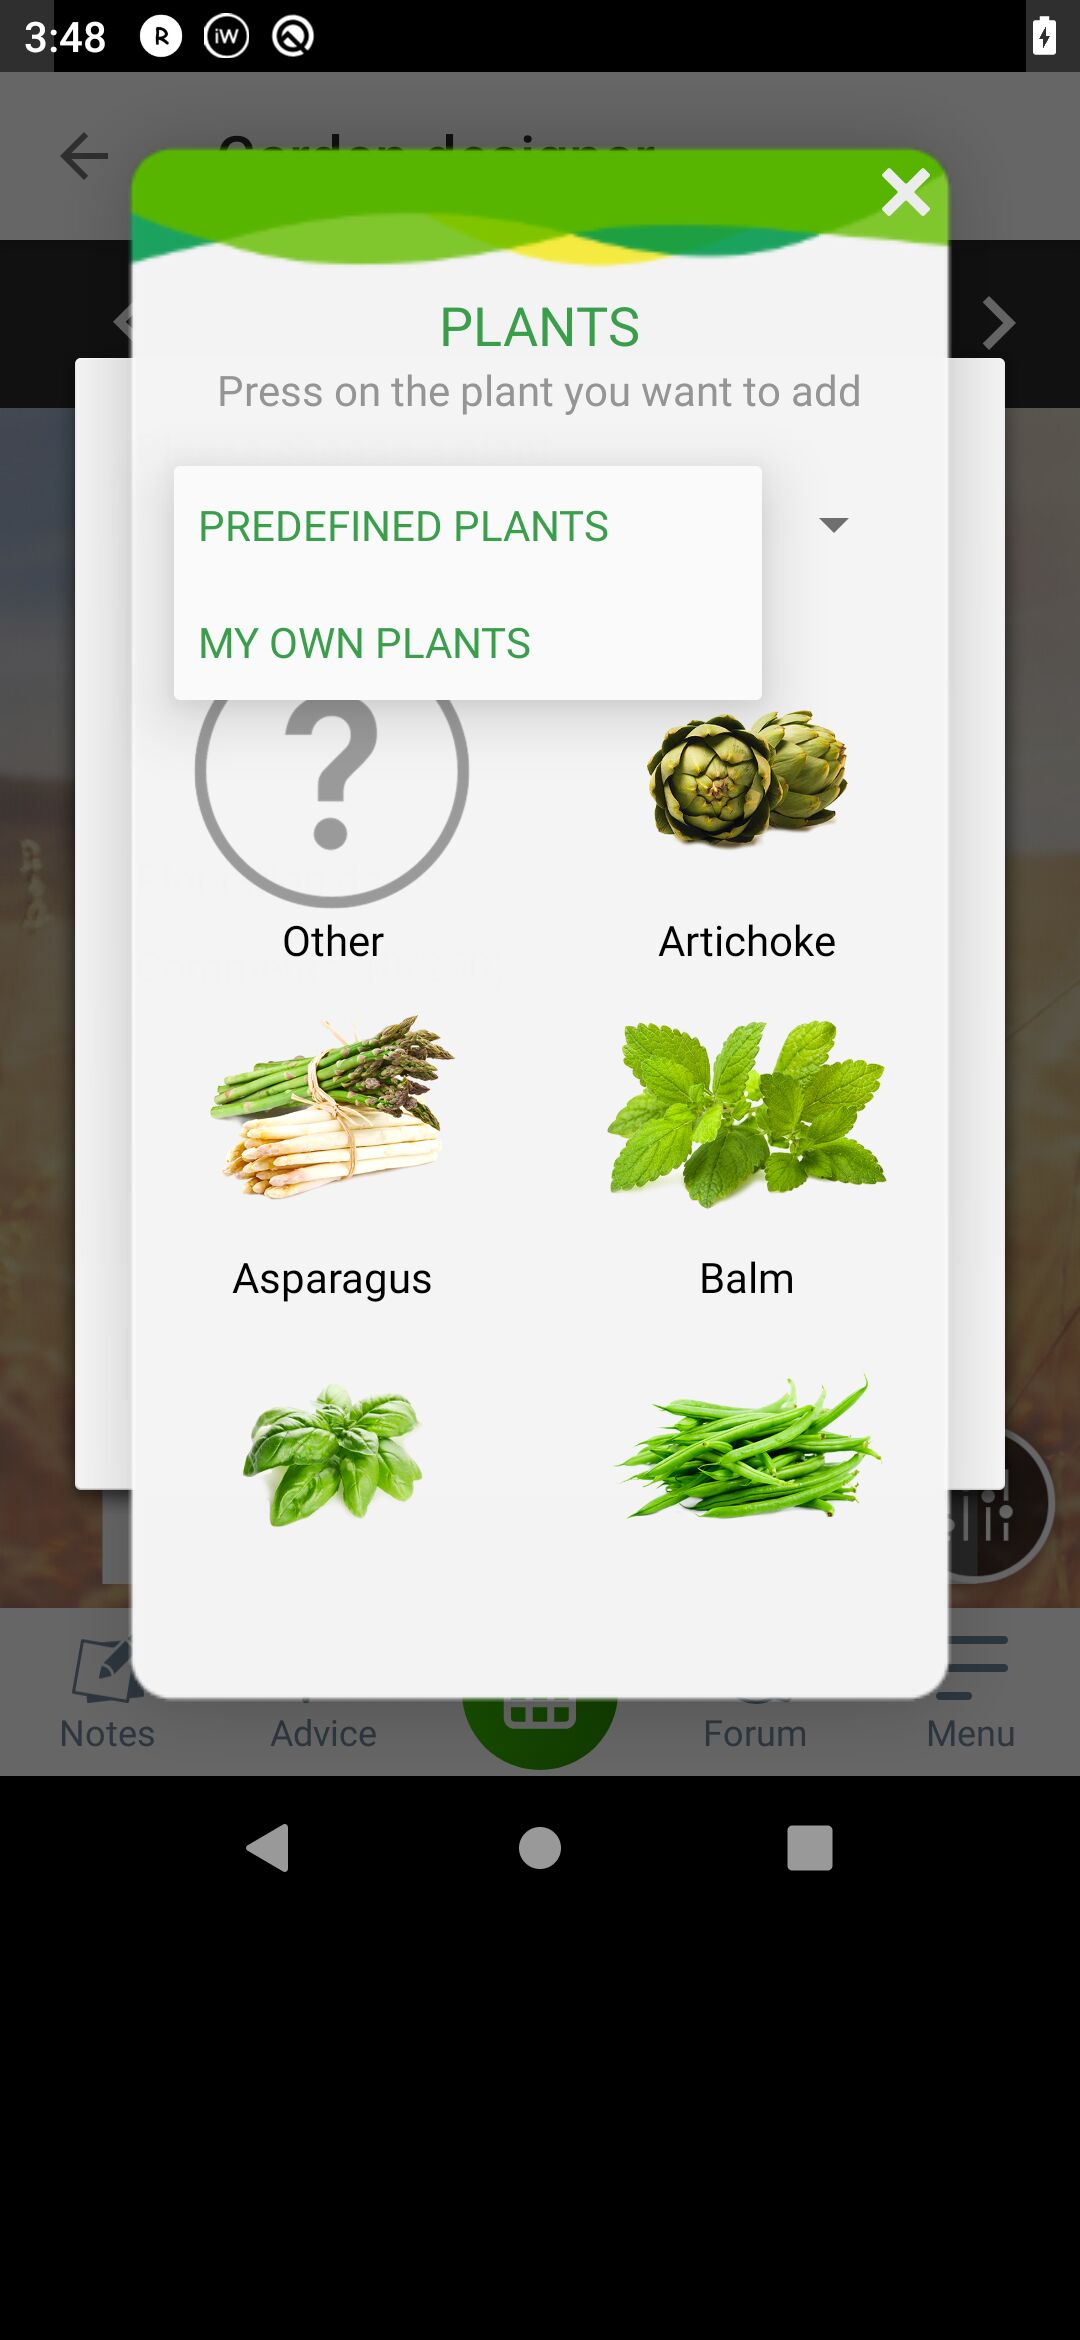 3:48
R iW
Garden designer
PLANTS
Press on the plant you want to add
PREDEFINED PLANTS
MY OWN PLANTS
?
Other
Artichoke
Asparagus
Balm
Notes
Advice
Forum
Menu